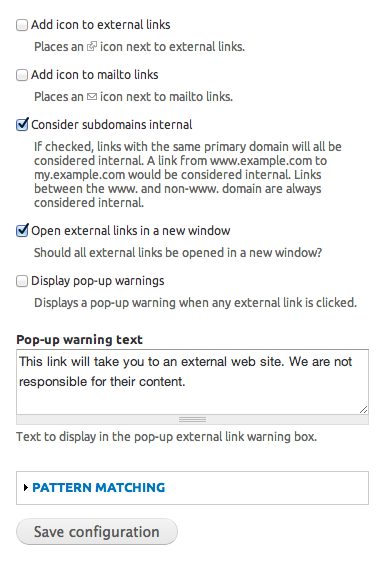 Add icon to external links
Places an icon next to external links.
Add icon to mailto links
Places an icon next to mailto links.
Consider subdomains internal
If checked, links with the same primary domain will all be
considered internal. A link from www.example.com to
my.example.com would be considered internal. Links
between the www. and non-www. domain are always
considered internal.
Open external links in a new window
Should all external links be opened in a new window?
Display pop-up warnings
Displays a pop-up warning when any external link is clicked.
Pop-up warning text
This link will take you to an external web site. We are not
responsible for their content.
Text to display in the pop-up external link warning box.
PATTERN MATCHING
Save configuration